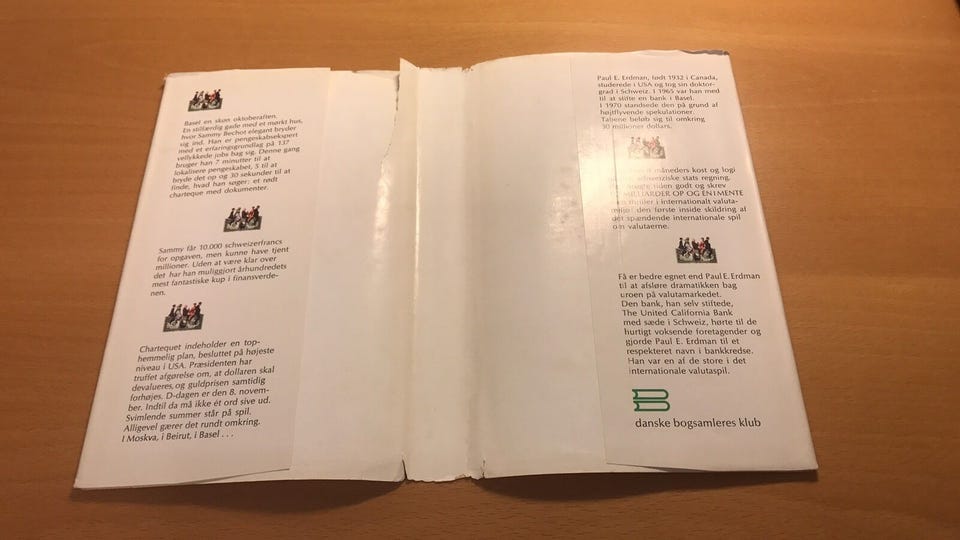 Basel en skøn oktoberaften.
En stilfærdig gade med et mørkt hus,
hvor Sammy Bechot elegant bryder
sig ind. Han er pengeskabsekspert
med et erfaringsgrundlag på 137
vellykkede jobs bag sig. Denne gang
bruger han 7 minutter til at
lokalisere pengeskabet, 5 til at
bryde det op og 30 sekunder til at
finde, hvad han søger: et rødt
charteque med dokumenter.
Sammy får 10.000 schweizerfrancs
for opgaven, men kunne have tjent
millioner. Uden at være klar over
det har han muliggjort århundredets
mest fantastiske kup i finansverde-
nen.
Chartequet indeholder en top-
hemmelig plan, besluttet på højeste
niveau i USA. Præsidenten har
truffet afgørelse om, at dollaren skal
devalueres, og guldprisen samtidig
forhøjes. D-dagen er den 8. novem-
ber. Indtil da må ikke ét ord sive ud.
Svimlende summer står på spil.
Alligevel gærer det rundt omkring.
I Moskva, i Beirut, i Basel . . .
Paul E. Erdman, født 1932 i Canada,
studerede i USA og tog sin doktor-
grad i Schweiz. I 1965 var han med
til at stifte en bank i Basel.
I 1970 standsede den på grund af
højtflyvende spekulationer.
Tabene beløb sig til omkring
30 millioner dollars.
måneders kost og logi
schweiziske stats regning,
tiden godt og skrev
MILLIARDER OP OG EN I MENTE
thriller i internationalt valuta-
miljø, den første inside skildring af
det spændende internationale spil
om valutaerne.
Få er bedre egnet end Paul E. Erdman
til at afsløre dramatikken bag
uroen på valutamarkedet.
Den bank, han selv stiftede,
The United California Bank
med sæde i Schweiz, hørte til de
hurtigt voksende foretagender og
gjorde Paul E. Erdman til et
respekteret navn i bankkredse.
Han var en af de store i det
internationale valutaspil.
danske bogsamleres klub